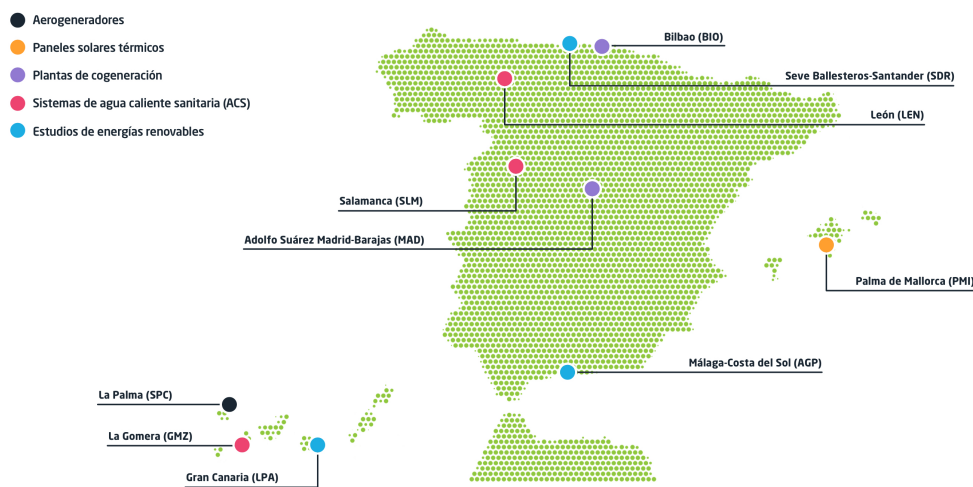 Aerogeneradores
Paneles solares térmicos
Plantas de cogeneración
Sistemas de agua caliente sanitaria (ACS)
Estudios de energías renovables
Bilbao (BIO)
Seve Ballesteros-Santander (SDR)
León (LEN)
Salamanca (SLM)
Adolfo Suárez Madrid-Barajas (MAD)
Palma de Mallorca (PMI)
Málaga-Costa del Sol (AGP)
La Palma (SPC)
La Gomera (GMZ)
Gran Canaria (LPA)